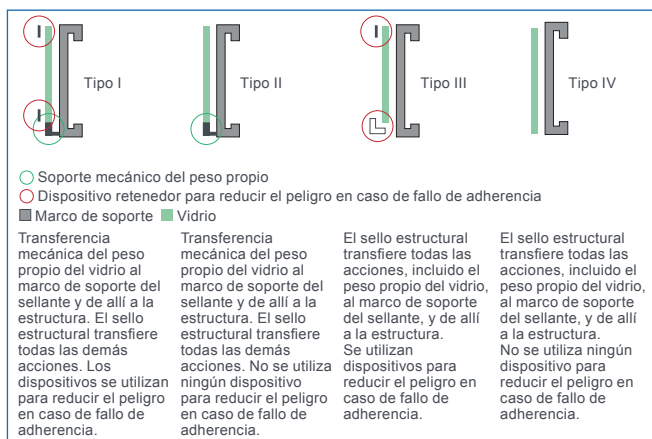 Tipo I
Tipo II
Tipo III
Tipo IV
Soporte mecánico del peso propio
Dispositivo retenedor para reducir el peligro en caso de fallo de adherencia
Marco de soporte Vidrio
Transferencia
mecánica del peso
propio del vidrio al
marco de soporte del
sellante y de allí a la
estructura. El sello
estructural transfiere
todas las demás
acciones. Los
dispositivos se utilizan
para reducir el peligro
en caso de fallo de
adherencia.
Transferencia
mecánica del peso
propio del vidrio al
marco de soporte del
sellante y de allí a la
estructura. El sello
estructural transfiere
todas las demás
acciones. No se utiliza
ningún dispositivo
para reducir el peligro
en caso de fallo de
adherencia.
El sello estructural
transfiere todas las
acciones, incluido el
peso propio del vidrio,
al marco de soporte
del sellante, y de allí
a la estructura.
Se utilizan
dispositivos para
reducir el peligro en
caso de fallo de
adherencia.
El sello estructural
transfiere todas las
acciones, incluido el
peso propio del vidrio,
al marco de soporte
del sellante, y de allí
a la estructura.
No se utiliza ningún
dispositivo para
reducir el peligro en
caso de fallo de
adherencia.